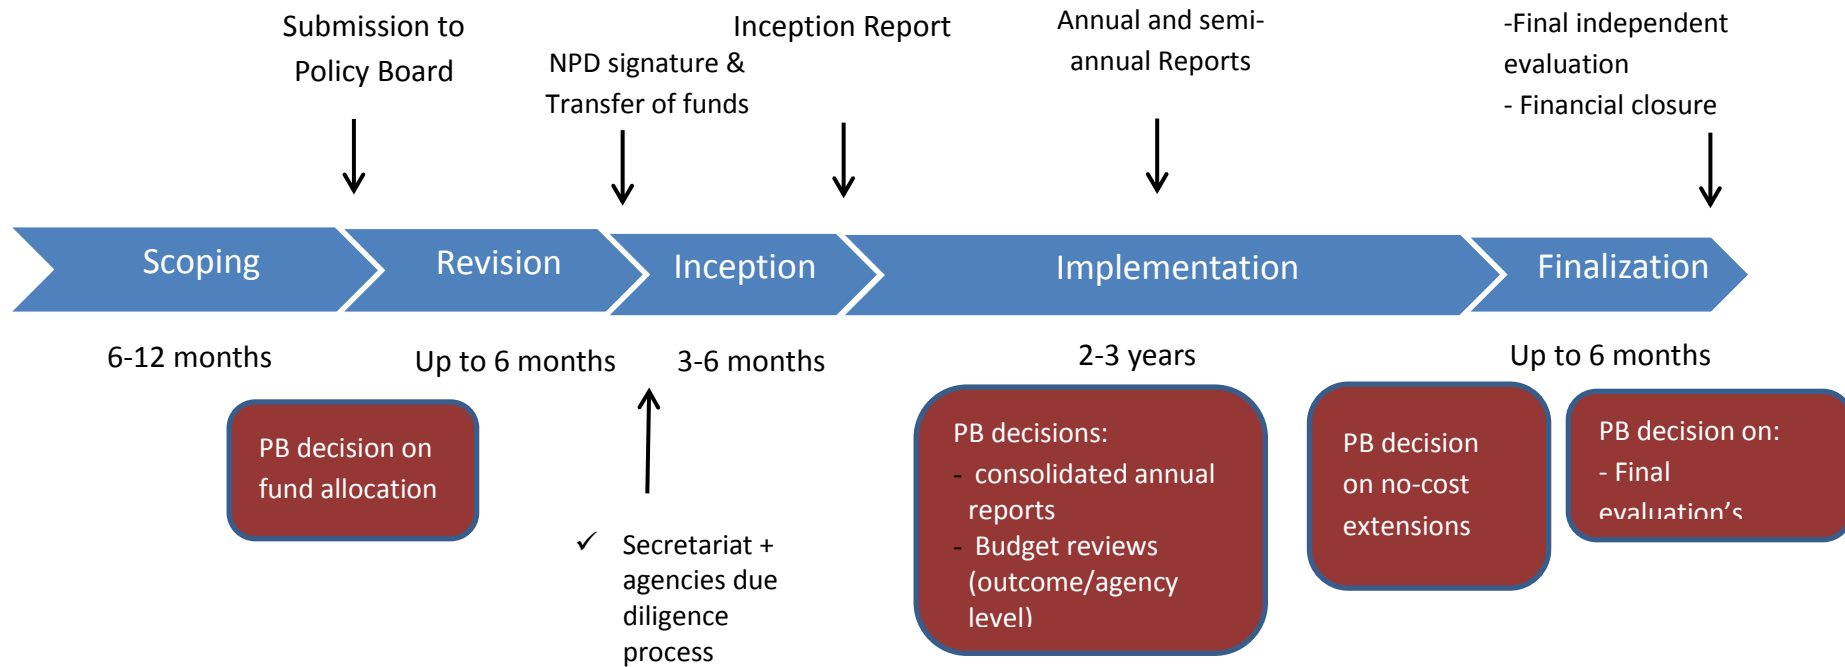 Submission to
Policy Board
NPD signature &
Transfer of funds
Inception Report
Annual and semi-
annual Reports
-Final independent
evaluation
- Financial closure
Scoping
Revision
Inception
Implementation
Finalization
6-12 months
Up to 6 months
3-6 months
2-3 years
Up to 6 months
PB decision on
fund allocation
✓ Secretariat +
agencies due
diligence
process
PB decisions:
- consolidated annual
reports
- Budget reviews
(outcome/agency
level)
PB decision
on no-cost
extensions
PB decision on:
- Final
evaluation's